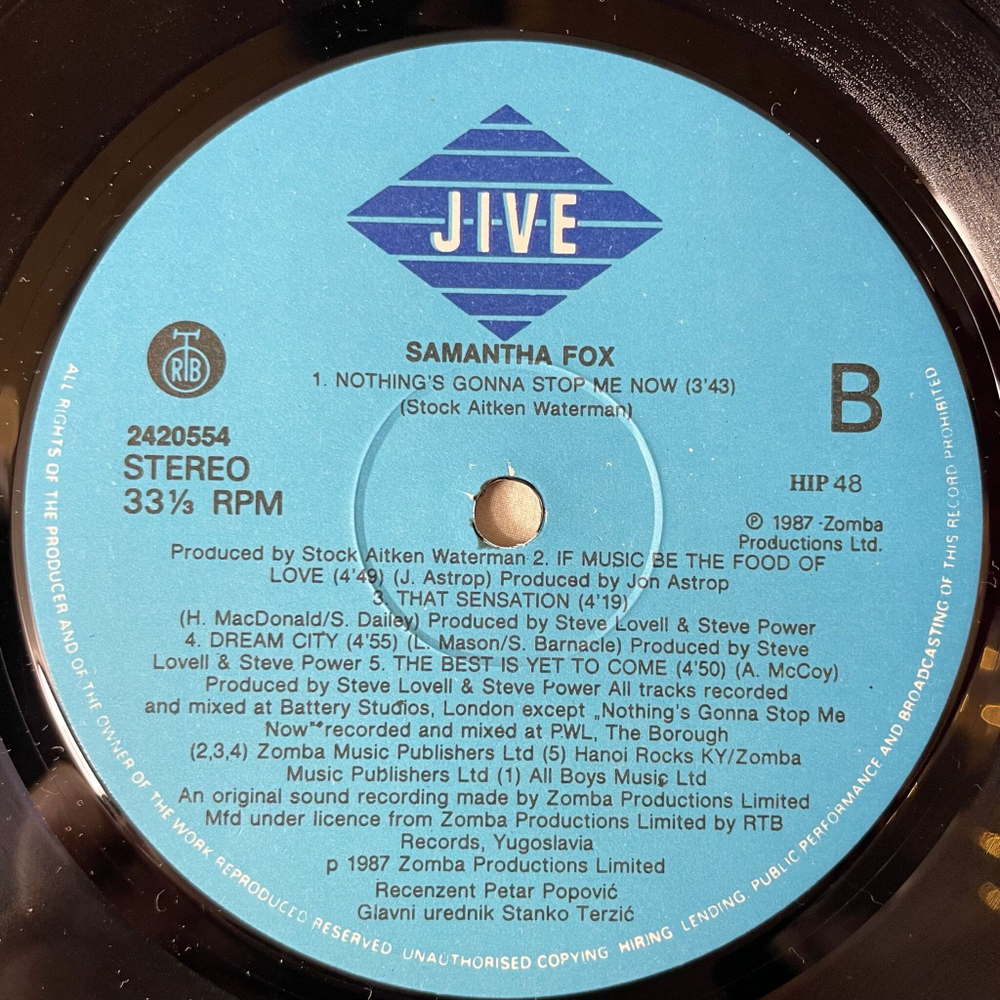 JIVE
SAMANTHA FOX
1. NOTHING'S GONNA STOP ME NOW (3'43)
(Stock Aitken Waterman)
RTB
2420554
STEREO
33⅓ RPM
B
HIP 48
℗ 1987 Zomba
Productions Ltd.
Produced by Stock Aitken Waterman 2. IF MUSIC BE THE FOOD OF
LOVE (4'49) (J. Astrop) Produced by Jon Astrop
3. THAT SENSATION (4'19)
(H. MacDonald/S. Dailey) Produced by Steve Lovell & Steve Power
4. DREAM CITY (4'55) (L. Mason/S. Barnacle) Produced by Steve
Lovell & Steve Power 5. THE BEST IS YET TO COME (4'50) (A. McCoy)
Produced by Steve Lovell & Steve Power All tracks recorded
and mixed at Battery Studios, London except „Nothing's Gonna Stop Me
Now" recorded and mixed at PWL, The Borough
(2,3,4) Zomba Music Publishers Ltd (5) Hanoi Rocks KY/Zomba
Music Publishers Ltd (1) All Boys Music Ltd
An original sound recording made by Zomba Productions Limited
Mfd under licence from Zomba Productions Limited by RTB
Records, Yugoslavia
p 1987 Zomba Productions Limited
Recenzent Petar Popović
Glavni urednik Stanko Terzić
ALL RIGHTS OF THE PRODUCER AND OF THE OWNER OF THE WORK REPRODUCED RESERVED UNAUTHORISED COPYING HIRING LENDING, PUBLIC PERFORMANCE AND BROADCASTING OF THIS RECORD PROHIBITED